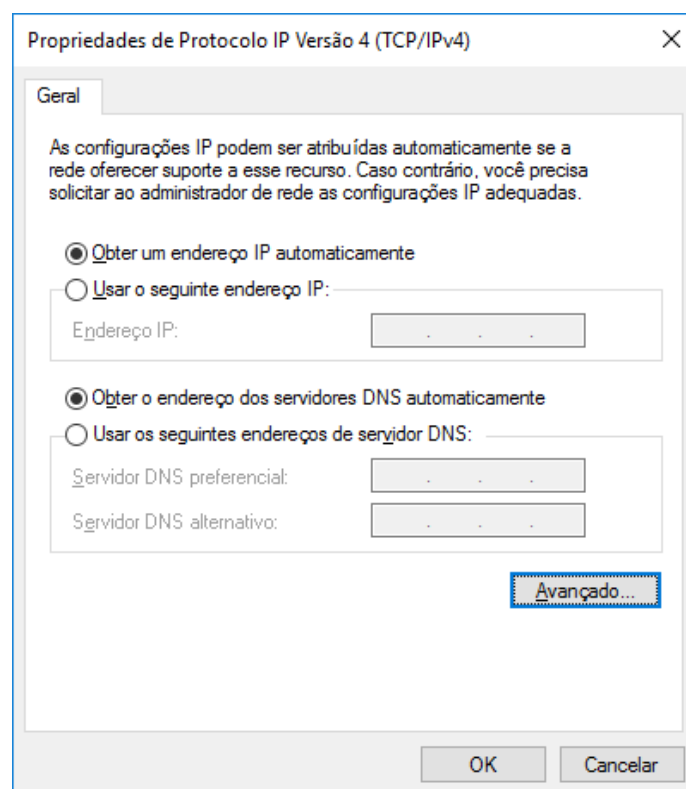 Propriedades de Protocolo IP Versão 4 (TCP/IPv4)
Geral
As configurações IP podem ser atribuídas automaticamente se a
rede oferecer suporte a esse recurso. Caso contrário, você precisa
solicitar ao administrador de rede as configurações IP adequadas.
Obter um endereço IP automaticamente
Usar o seguinte endereço IP:
Endereço IP:
Obter o endereço dos servidores DNS automaticamente
Usar os seguintes endereços de servidor DNS:
Servidor DNS preferencial:
Servidor DNS alternativo:
Avançado...
OK Cancelar